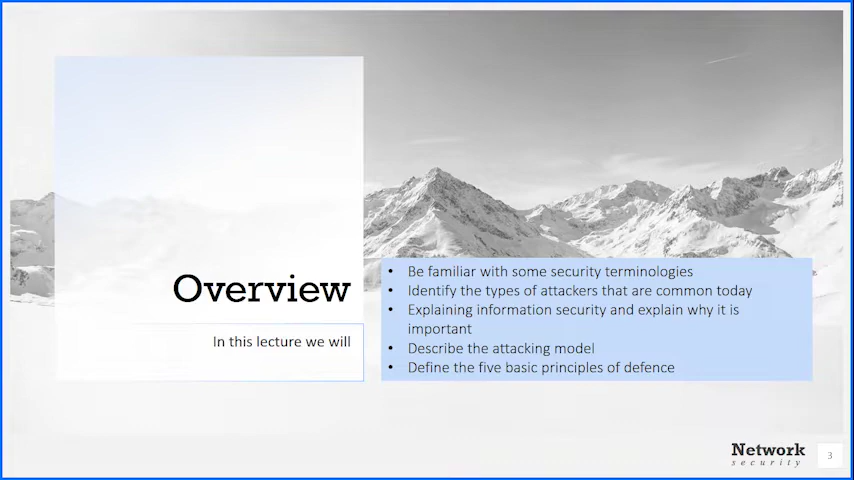 Overview
In this lecture we will
• Be familiar with some security terminologies
• Identify the types of attackers that are common today
• Explaining information security and explain why it is
important
• Describe the attacking model
• Define the five basic principles of defence
Network
security
3